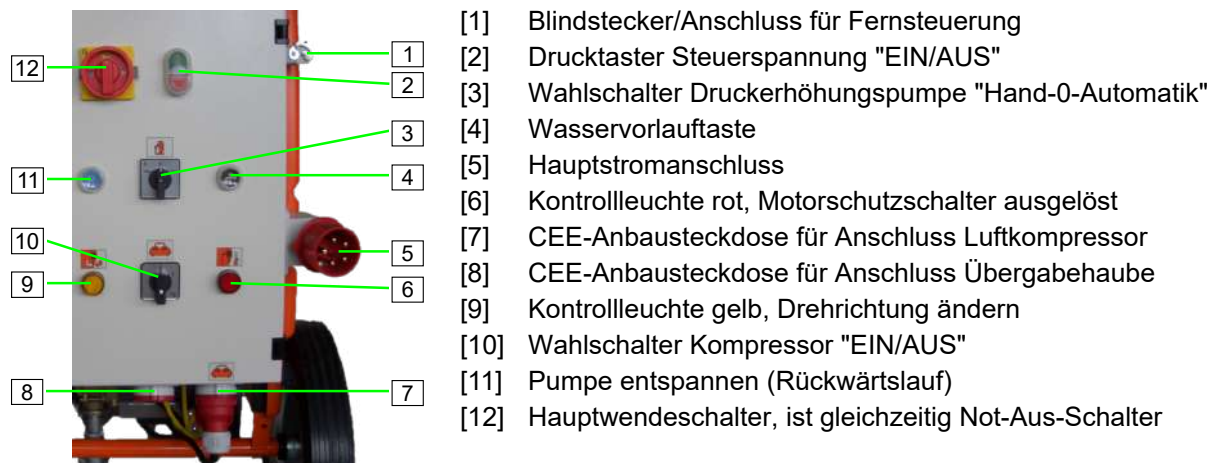 12
11
10
9
8
1
2
3
4
5
6
7
[1] Blindstecker/Anschluss für Fernsteuerung
[2] Drucktaster Steuerspannung "EIN/AUS"
[3] Wahlschalter Druckerhöhungspumpe "Hand-0-Automatik"
[4] Wasservorlauftaste
[5] Hauptstromanschluss
[6] Kontrollleuchte rot, Motorschutzschalter ausgelöst
[7] CEE-Anbausteckdose für Anschluss Luftkompressor
[8] CEE-Anbausteckdose für Anschluss Übergabehaube
[9] Kontrollleuchte gelb, Drehrichtung ändern
[10] Wahlschalter Kompressor "EIN/AUS"
[11] Pumpe entspannen (Rückwärtslauf)
[12] Hauptwendeschalter, ist gleichzeitig Not-Aus-Schalter